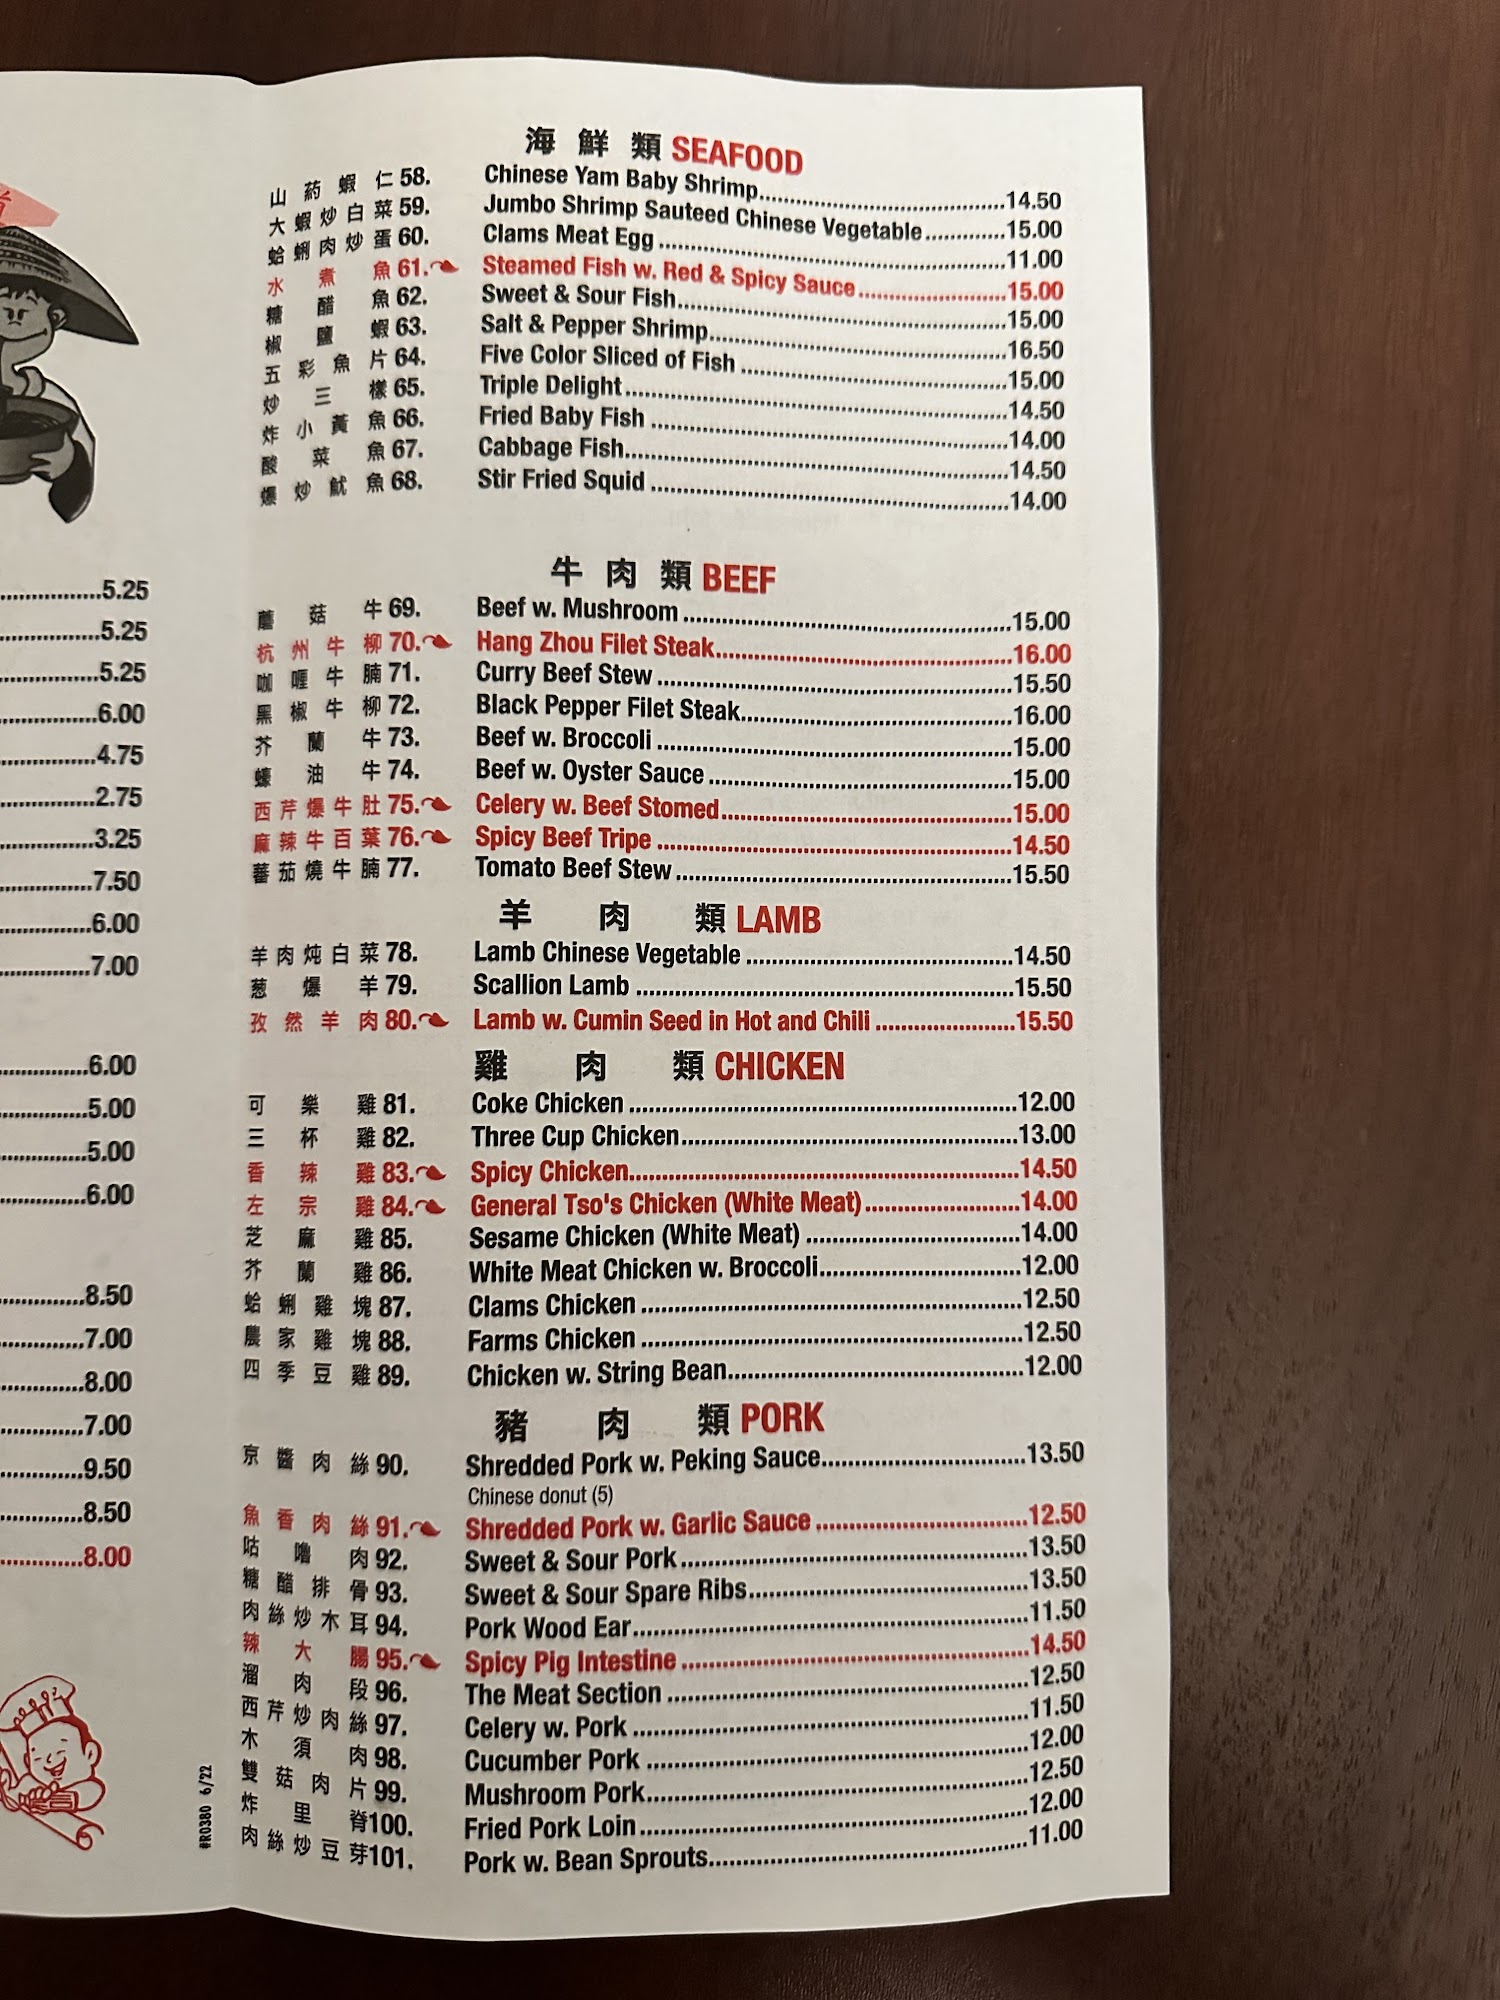 5.25
5.25
5.25
6.00
4.75
2.75
3.25
7.50
6.00
7.00
6.00
5.00
5.00
6.00
8.50
7.00
8.00
7.00
9.50
8.50
8.00
海鮮類 SEAFOOD
山葯蝦仁 58. Chinese Yam Baby Shrimp 14.50
大蝦炒白菜 59. Jumbo Shrimp Sauteed Chinese Vegetable 15.00
蛤蜊肉炒蛋 60. Clams Meat Egg 11.00
水煮魚 61. Steamed Fish w. Red & Spicy Sauce 15.00
糖醋魚 62. Sweet & Sour Fish 15.00
椒鹽蝦 63. Salt & Pepper Shrimp 16.50
五彩魚片 64. Five Color Sliced of Fish 15.00
炒三樣 65. Triple Delight 14.50
炸小黃魚 66. Fried Baby Fish 14.00
酸菜魚 67. Cabbage Fish 14.50
爆炒魷魚 68. Stir Fried Squid 14.00
牛肉類 BEEF
蘑菇牛 69. Beef w. Mushroom 15.00
杭州牛柳 70. Hang Zhou Filet Steak 16.00
咖喱牛腩 71. Curry Beef Stew 15.50
黑椒牛柳 72. Black Pepper Filet Steak 16.00
芥蘭牛 73. Beef w. Broccoli 15.00
蠔油牛 74. Beef w. Oyster Sauce 15.00
西芹爆牛肚 75. Celery w. Beef Stomed 15.00
麻辣牛百葉 76. Spicy Beef Tripe 14.50
蕃茄燒牛腩 77. Tomato Beef Stew 15.50
羊肉類 LAMB
羊肉炖白菜 78. Lamb Chinese Vegetable 14.50
葱爆羊 79. Scallion Lamb 15.50
孜然羊肉 80. Lamb w. Cumin Seed in Hot and Chili 15.50
雞肉類 CHICKEN
可樂雞 81. Coke Chicken 12.00
三杯雞 82. Three Cup Chicken 13.00
香辣雞 83. Spicy Chicken 14.50
左宗雞 84. General Tso's Chicken (White Meat) 14.00
芝麻雞 85. Sesame Chicken (White Meat) 14.00
芥蘭雞 86. White Meat Chicken w. Broccoli 12.00
蛤蜊雞塊 87. Clams Chicken 12.50
農家雞塊 88. Farms Chicken 12.50
四季豆雞 89. Chicken w. String Bean 12.00
豬肉類 PORK
京醬肉絲 90. Shredded Pork w. Peking Sauce 13.50
Chinese donut (5)
魚香肉絲 91. Shredded Pork w. Garlic Sauce 12.50
咕嚕肉 92. Sweet & Sour Pork 13.50
糖醋排骨 93. Sweet & Sour Spare Ribs 13.50
肉絲炒木耳 94. Pork Wood Ear 11.50
辣大腸 95. Spicy Pig Intestine 14.50
溜肉段 96. The Meat Section 12.50
西芹炒肉絲 97. Celery w. Pork 11.50
木須肉 98. Cucumber Pork 12.00
雙菇肉片 99. Mushroom Pork 12.50
炸里脊 100. Fried Pork Loin 12.00
肉絲炒豆芽 101. Pork w. Bean Sprouts 11.00
#R0380 6/22